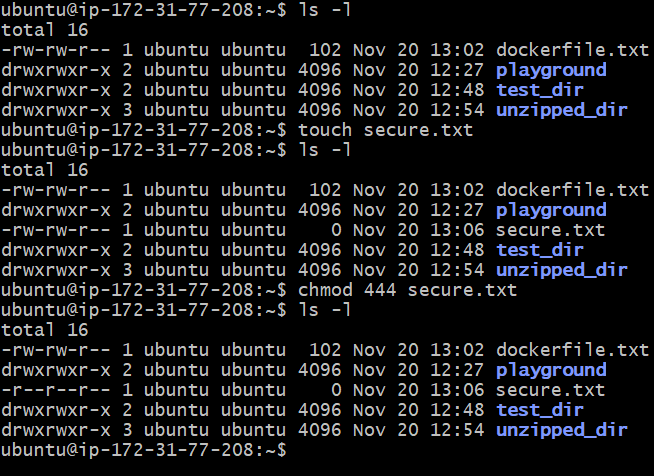 ubuntu@ip-172-31-77-208:~$ ls -l
total 16
-rw-rw-r-- 1 ubuntu ubuntu  102 Nov 20 13:02 dockerfile.txt
drwxrwxr-x 2 ubuntu ubuntu 4096 Nov 20 12:27 playground
drwxrwxr-x 2 ubuntu ubuntu 4096 Nov 20 12:48 test_dir
drwxrwxr-x 3 ubuntu ubuntu 4096 Nov 20 12:54 unzipped_dir
ubuntu@ip-172-31-77-208:~$ touch secure.txt
ubuntu@ip-172-31-77-208:~$ ls -l
total 16
-rw-rw-r-- 1 ubuntu ubuntu  102 Nov 20 13:02 dockerfile.txt
drwxrwxr-x 2 ubuntu ubuntu 4096 Nov 20 12:27 playground
-rw-rw-r-- 1 ubuntu ubuntu    0 Nov 20 13:06 secure.txt
drwxrwxr-x 2 ubuntu ubuntu 4096 Nov 20 12:48 test_dir
drwxrwxr-x 3 ubuntu ubuntu 4096 Nov 20 12:54 unzipped_dir
ubuntu@ip-172-31-77-208:~$ chmod 444 secure.txt
ubuntu@ip-172-31-77-208:~$ ls -l
total 16
-rw-rw-r-- 1 ubuntu ubuntu  102 Nov 20 13:02 dockerfile.txt
drwxrwxr-x 2 ubuntu ubuntu 4096 Nov 20 12:27 playground
-r--r--r-- 1 ubuntu ubuntu    0 Nov 20 13:06 secure.txt
drwxrwxr-x 2 ubuntu ubuntu 4096 Nov 20 12:48 test_dir
drwxrwxr-x 3 ubuntu ubuntu 4096 Nov 20 12:54 unzipped_dir
ubuntu@ip-172-31-77-208:~$